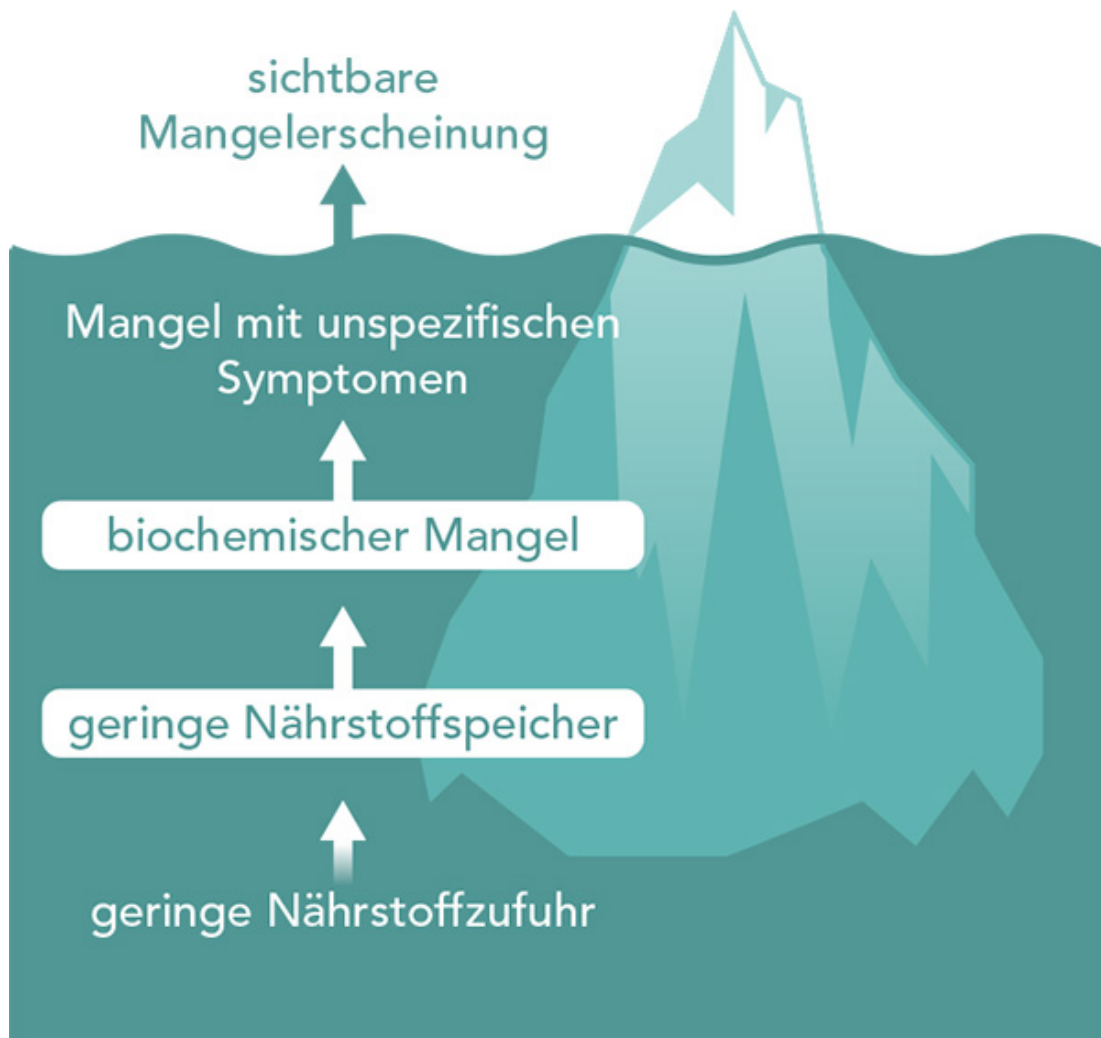 sichtbare
Mangelerscheinung
Mangel mit unspezifischen
Symptomen
biochemischer Mangel
geringe Nährstoffspeicher
geringe Nährstoffzufuhr